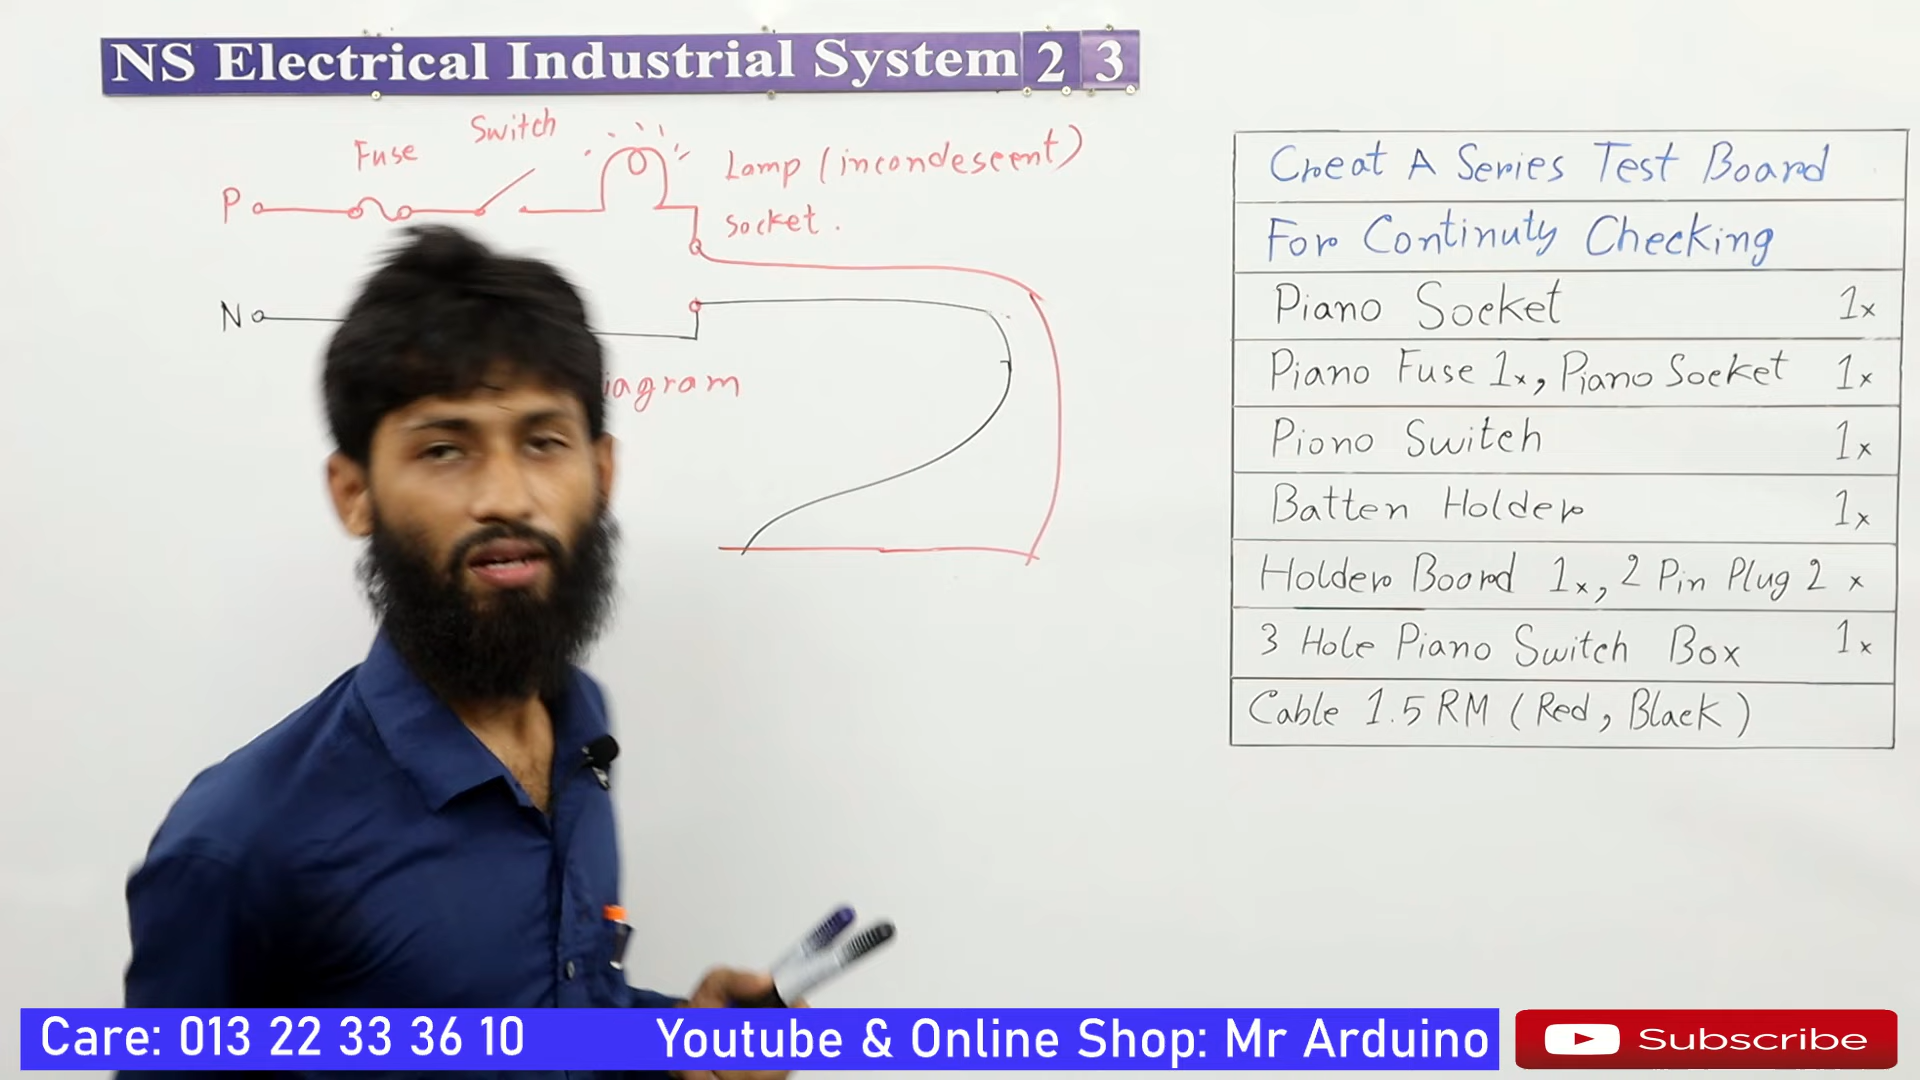 NS Electrical Industrial System 2 3
Switch
Fuse
Lamp (incondescent)
P
socket.
N
iagram
Creat A Series Test Board
For Continuty Checking
Piano Socket 1x
Piano Fuse 1x, Piano Socket 1x
Piono Switch 1x
Batten Holder 1x
Holder Board 1x, 2 Pin Plug 2 x
3 Hole Piano Switch Box 1x
Cable 1.5 RM (Red, Black)
Care: 013 22 33 36 10 Youtube & Online Shop: Mr Arduino
Subscribe